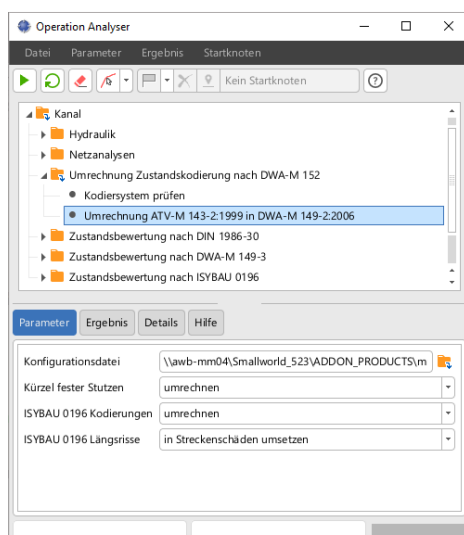 Operation Analyser
Datei Parameter Ergebnis Startknoten
Kein Startknoten
Kanal
Hydraulik
Netzanalysen
Umrechnung Zustandskodierung nach DWA-M 152
Kodiersystem prüfen
Umrechnung ATV-M 143-2:1999 in DWA-M 149-2:2006
Zustandsbewertung nach DIN 1986-30
Zustandsbewertung nach DWA-M 149-3
Zustandsbewertung nach ISYBAU 0196
Parameter Ergebnis Details Hilfe
Konfigurationsdatei \\awb-mm04\Smallworld_523\ADDON_PRODUCTS\m
Kürzel fester Stutzen umrechnen
ISYBAU 0196 Kodierungen umrechnen
ISYBAU 0196 Längsrisse in Streckenschäden umsetzen